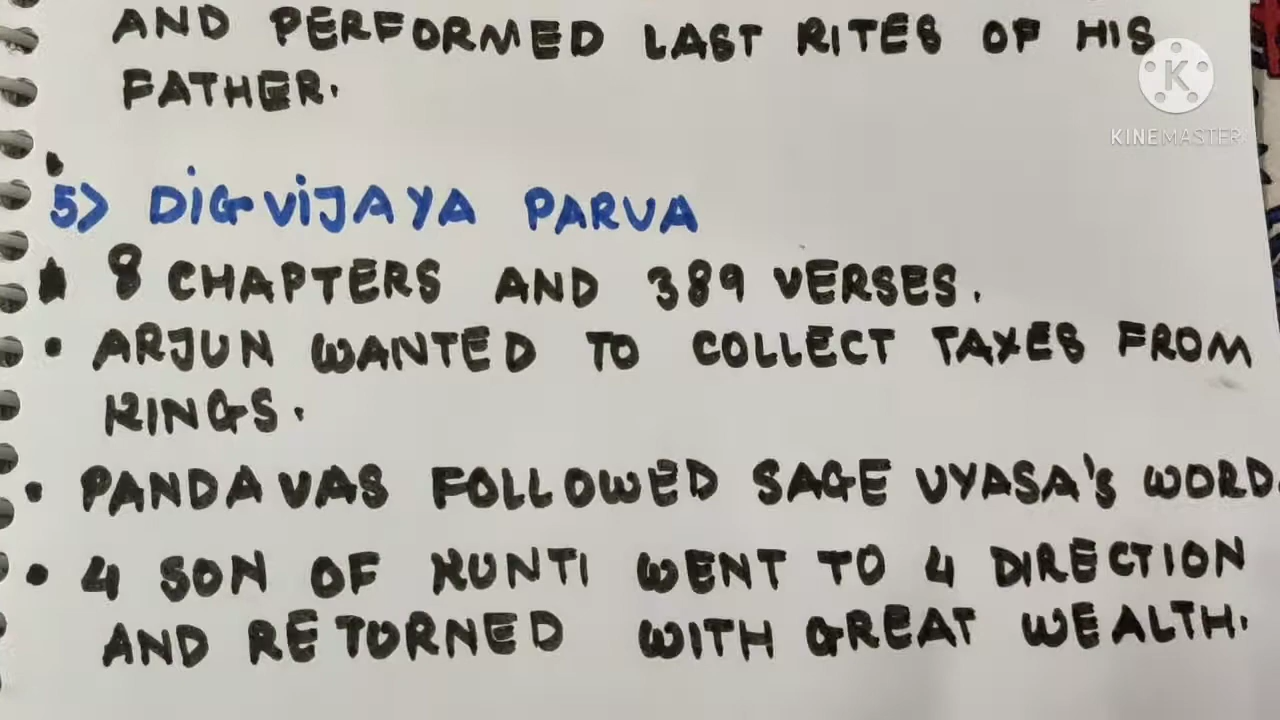 AND PERFORMED LAST RITES OF HIS
FATHER.
KINEMASTER
5> DIGVIJAYA PARVA
8 CHAPTERS AND 389 VERSES.
• ARJUN WANTED TO COLLECT TAXES FROM
KINGS.
• PANDAVAS FOLLOWED SAGE VYASA'S WORD.
• 4 SON OF KUNTI WENT TO 4 DIRECTION
AND RETORNED WITH GREAT WEALTH.